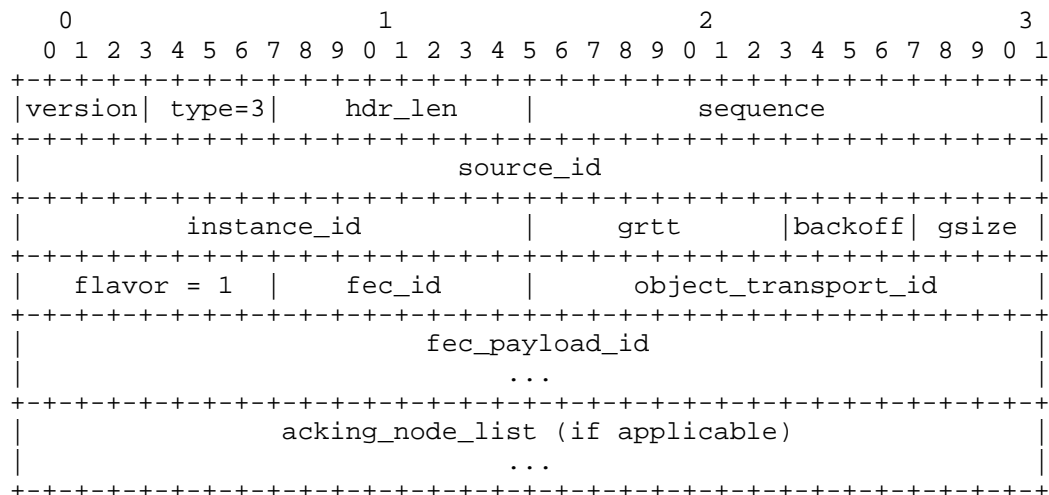 0                   1                   2                   3
  0 1 2 3 4 5 6 7 8 9 0 1 2 3 4 5 6 7 8 9 0 1 2 3 4 5 6 7 8 9 0 1
+-+-+-+-+-+-+-+-+-+-+-+-+-+-+-+-+-+-+-+-+-+-+-+-+-+-+-+-+-+-+-+-+
|version| type=3|    hdr_len    |          sequence             |
+-+-+-+-+-+-+-+-+-+-+-+-+-+-+-+-+-+-+-+-+-+-+-+-+-+-+-+-+-+-+-+-+
|                           source_id                           |
+-+-+-+-+-+-+-+-+-+-+-+-+-+-+-+-+-+-+-+-+-+-+-+-+-+-+-+-+-+-+-+-+
|          instance_id          |     grtt      |backoff| gsize |
+-+-+-+-+-+-+-+-+-+-+-+-+-+-+-+-+-+-+-+-+-+-+-+-+-+-+-+-+-+-+-+-+
|   flavor = 1  |    fec_id     |      object_transport_id      |
+-+-+-+-+-+-+-+-+-+-+-+-+-+-+-+-+-+-+-+-+-+-+-+-+-+-+-+-+-+-+-+-+
|                         fec_payload_id                        |
|                              ...                              |
+-+-+-+-+-+-+-+-+-+-+-+-+-+-+-+-+-+-+-+-+-+-+-+-+-+-+-+-+-+-+-+-+
|                acking_node_list (if applicable)               |
|                              ...                              |
+-+-+-+-+-+-+-+-+-+-+-+-+-+-+-+-+-+-+-+-+-+-+-+-+-+-+-+-+-+-+-+-+